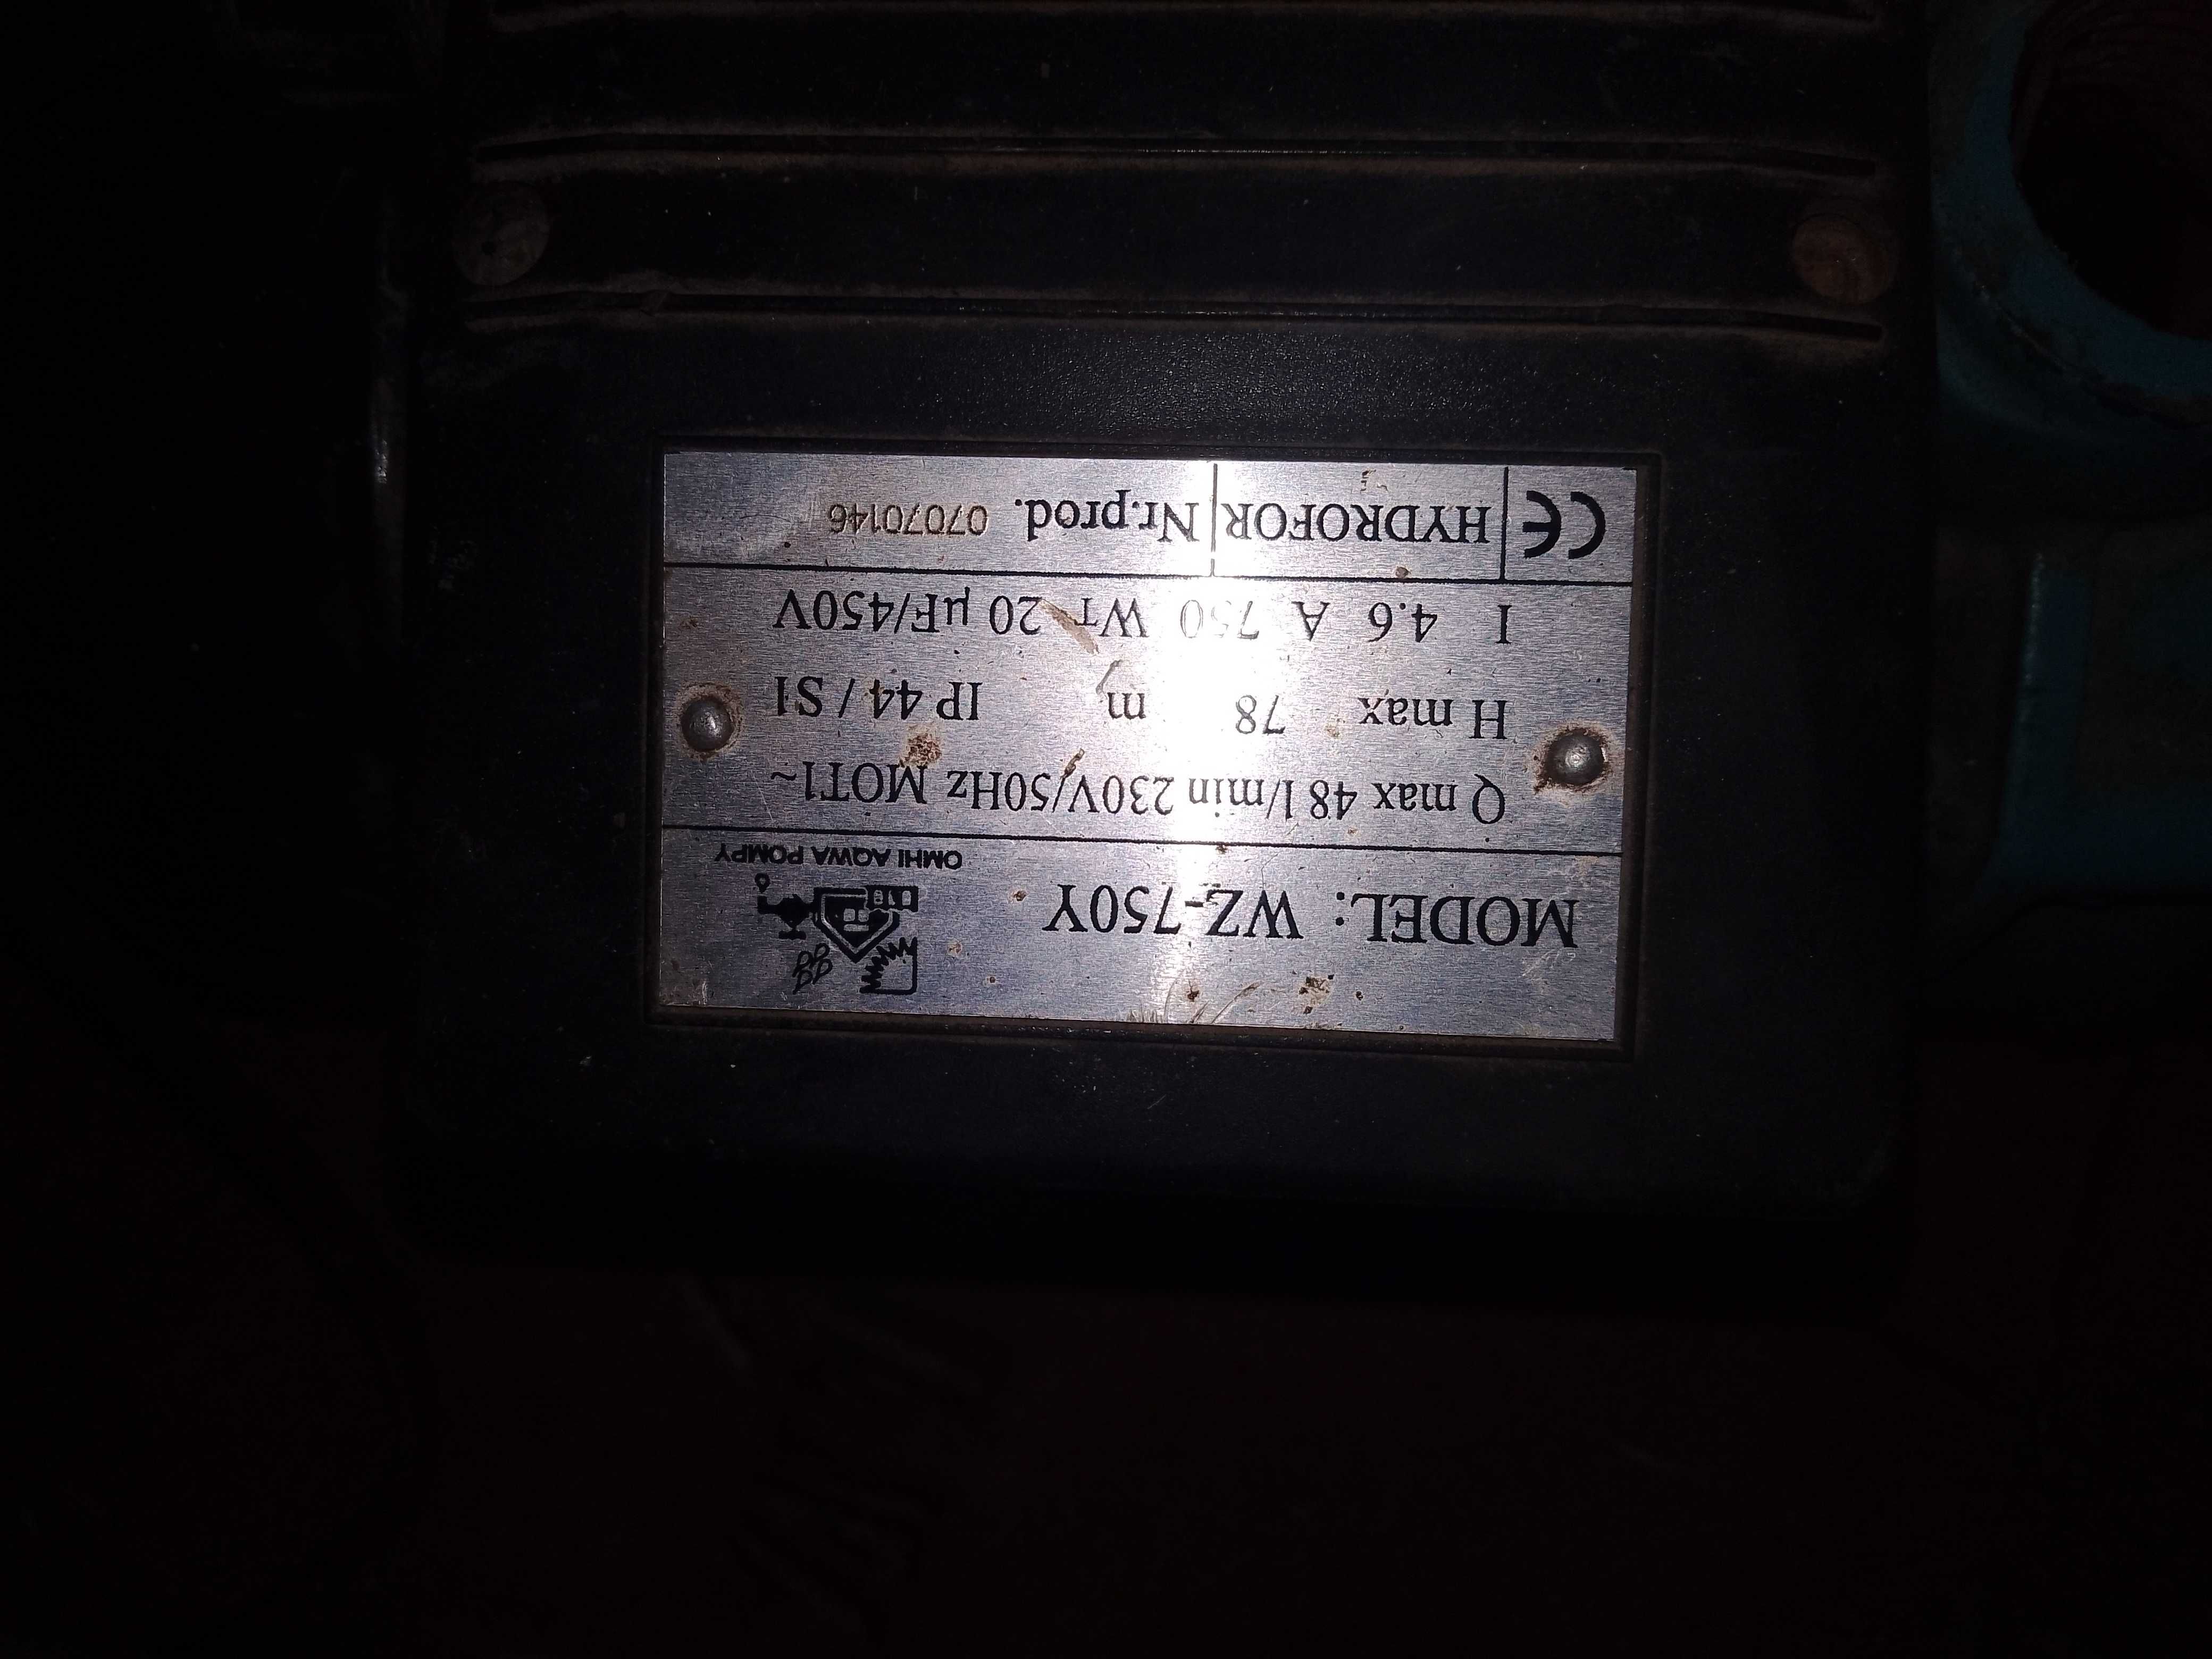 MODEL: WZ-750Y
OMHI AQWA POMPY
Q max 48 l/min 230V/50Hz MOT1~
H max 78 m IP 44 / S1
I 4.6 A 750 WT 20 µF/450V
CE HYDROFOR Nr.prod. 07070146